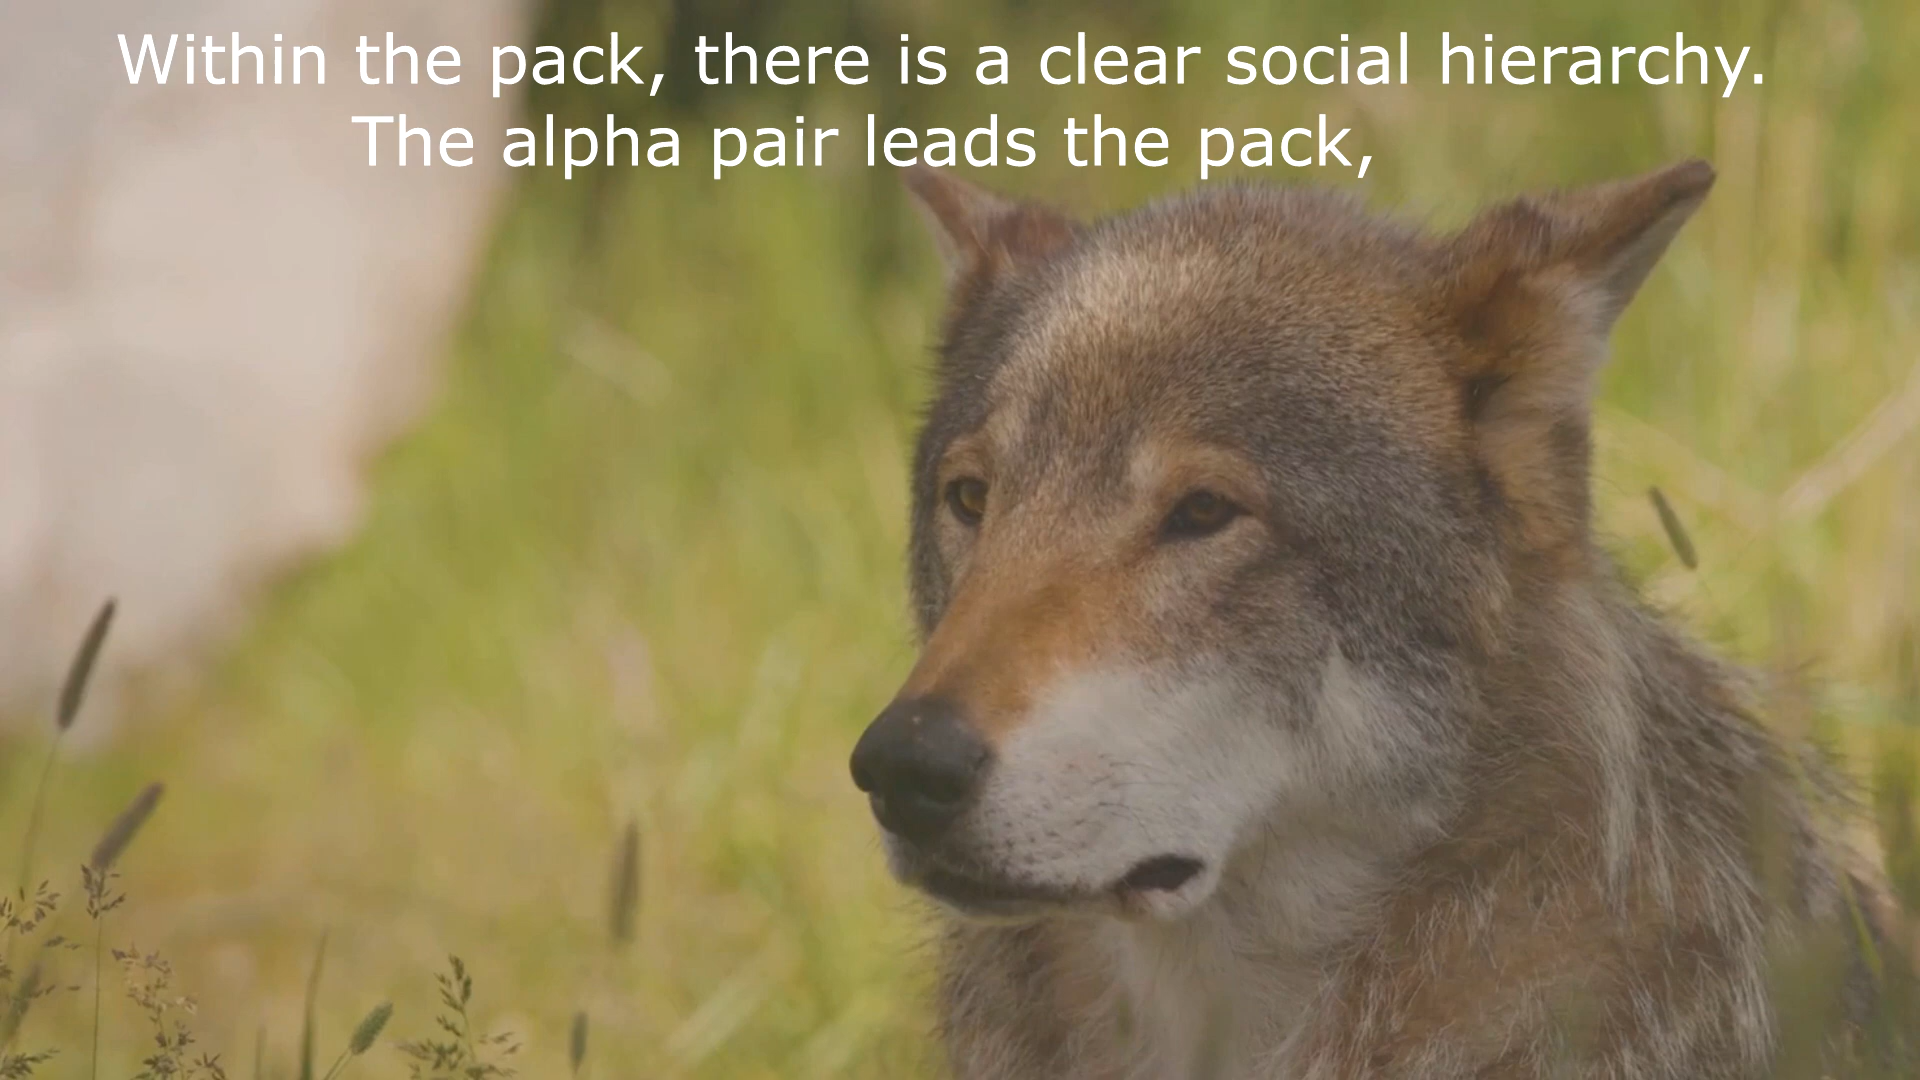 Within the pack, there is a clear social hierarchy.
The alpha pair leads the pack,